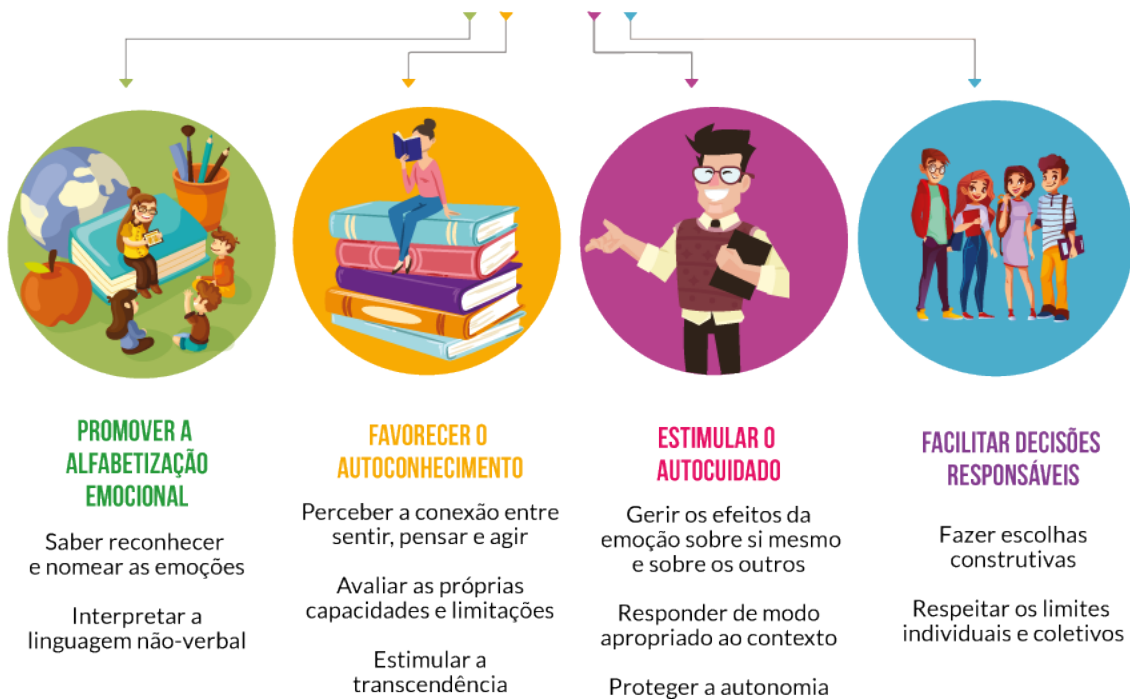 PROMOVER A
ALFABETIZAÇÃO
EMOCIONAL
Saber reconhecer
e nomear as emoções
Interpretar a
linguagem não-verbal
FAVORECER O
AUTOCONHECIMENTO
Perceber a conexão entre
sentir, pensar e agir
Avaliar as próprias
capacidades e limitações
Estimular a
transcendência
ESTIMULAR O
AUTOCUIDADO
Gerir os efeitos da
emoção sobre si mesmo
e sobre os outros
Responder de modo
apropriado ao contexto
Proteger a autonomia
FACILITAR DECISÕES
RESPONSÁVEIS
Fazer escolhas
construtivas
Respeitar os limites
individuais e coletivos